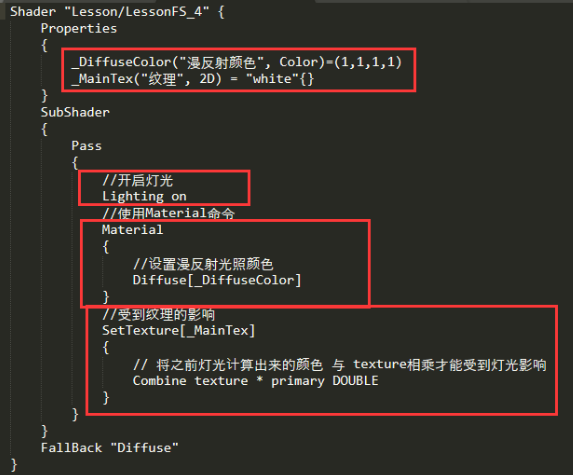 Shader "Lesson/LessonFS_4" {
Properties
{
_DiffuseColor("漫反射颜色", Color)=(1,1,1,1)
_MainTex("纹理", 2D) = "white"{}
}
SubShader
{
Pass
{
//开启灯光
Lighting on
//使用Material命令
Material
{
//设置漫反射光照颜色
Diffuse[_DiffuseColor]
}
//受到纹理的影响
SetTexture[_MainTex]
{
// 将之前灯光计算出来的颜色 与 texture相乘才能受到灯光影响
Combine texture * primary DOUBLE
}
}
}
FallBack "Diffuse"
}